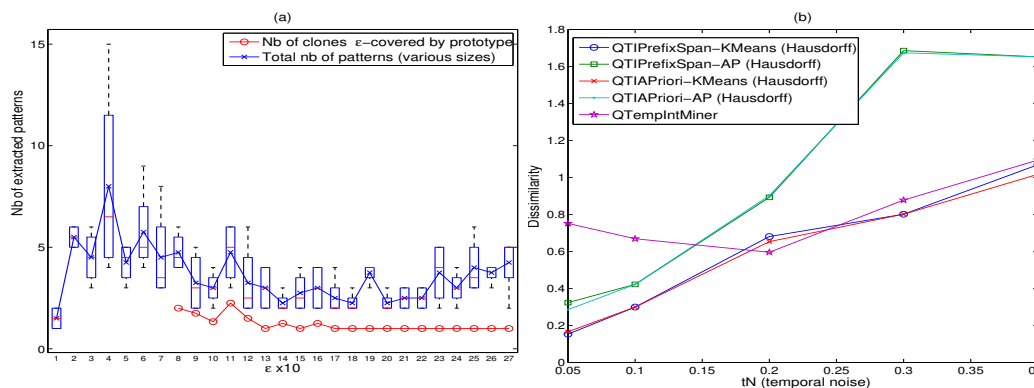 (a)
Nb of clones ε-covered by prototype
Total nb of patterns (various sizes)
Nb of extracted patterns
15
10
5
0
1 2 3 4 5 6 7 8 9 10 11 12 13 14 15 16 17 18 19 20 21 22 23 24 25 26 27
ε x10
(b)
QTIPrefixSpan-KMeans (Hausdorff)
QTIPrefixSpan-AP (Hausdorff)
QTIAPriori-KMeans (Hausdorff)
QTIAPriori-AP (Hausdorff)
QTempIntMiner
Dissimilarity
1.8
1.6
1.4
1.2
1
0.8
0.6
0.4
0.2
0
0.05 0.1 0.15 0.2 0.25 0.3 0.35
tN (temporal noise)